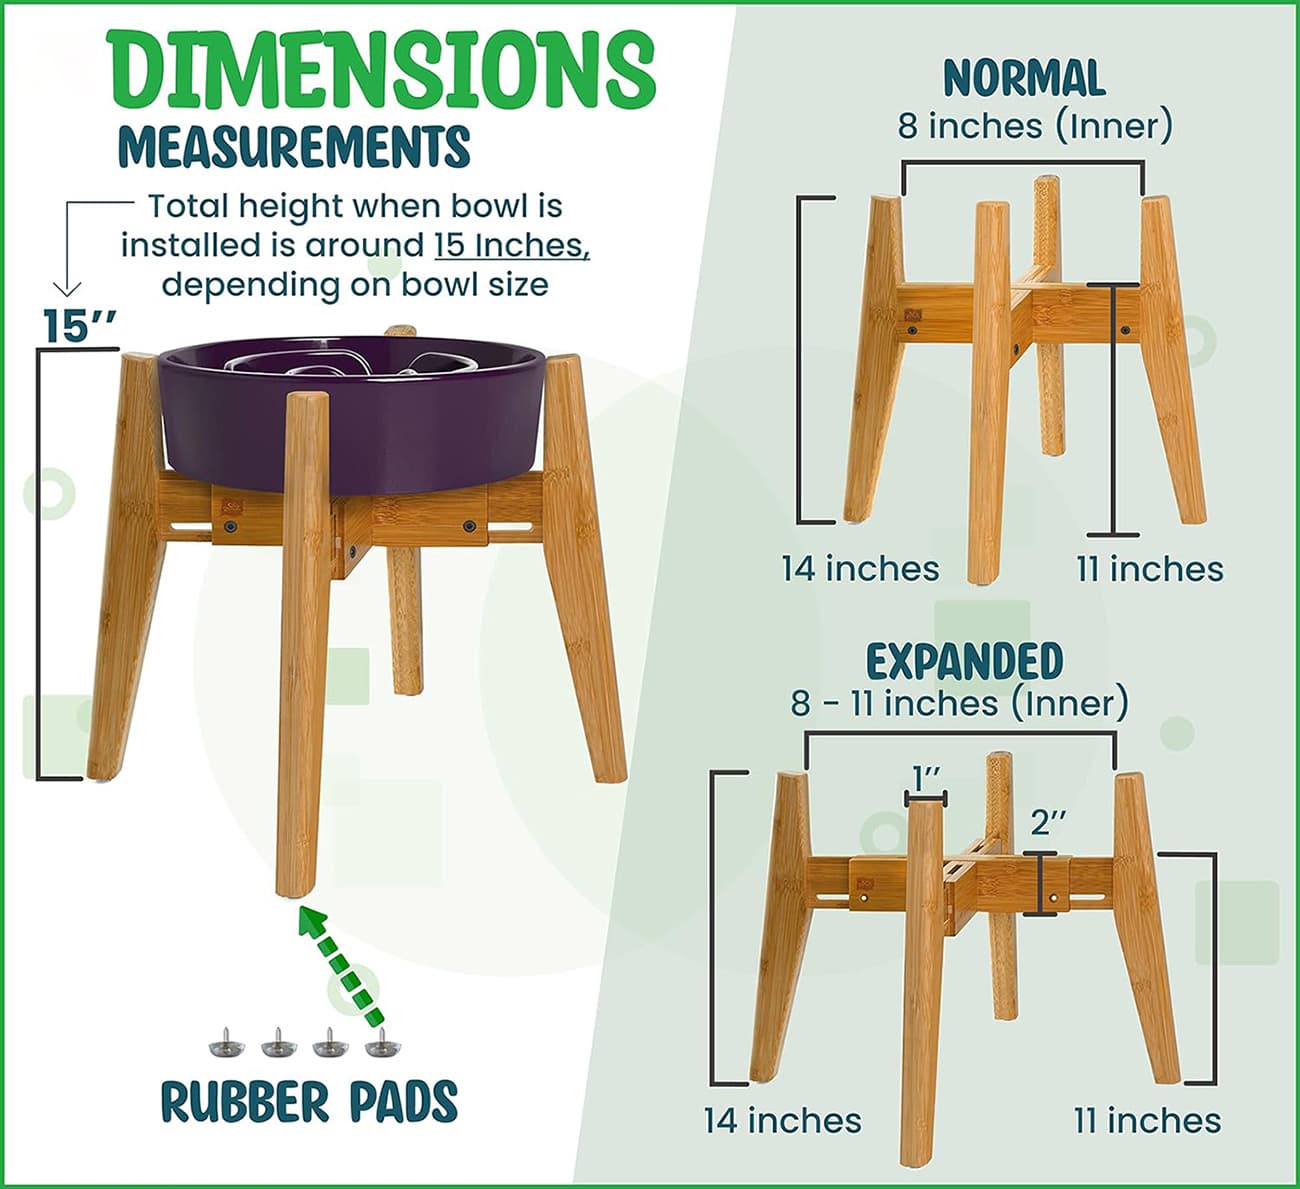 DIMENSIONS
MEASUREMENTS
Total height when bowl is
installed is around 15 Inches,
depending on bowl size
15’’
RUBBER PADS
NORMAL
8 inches (Inner)
14 inches
11 inches
EXPANDED
8 - 11 inches (Inner)
1’’
2’’
14 inches
11 inches